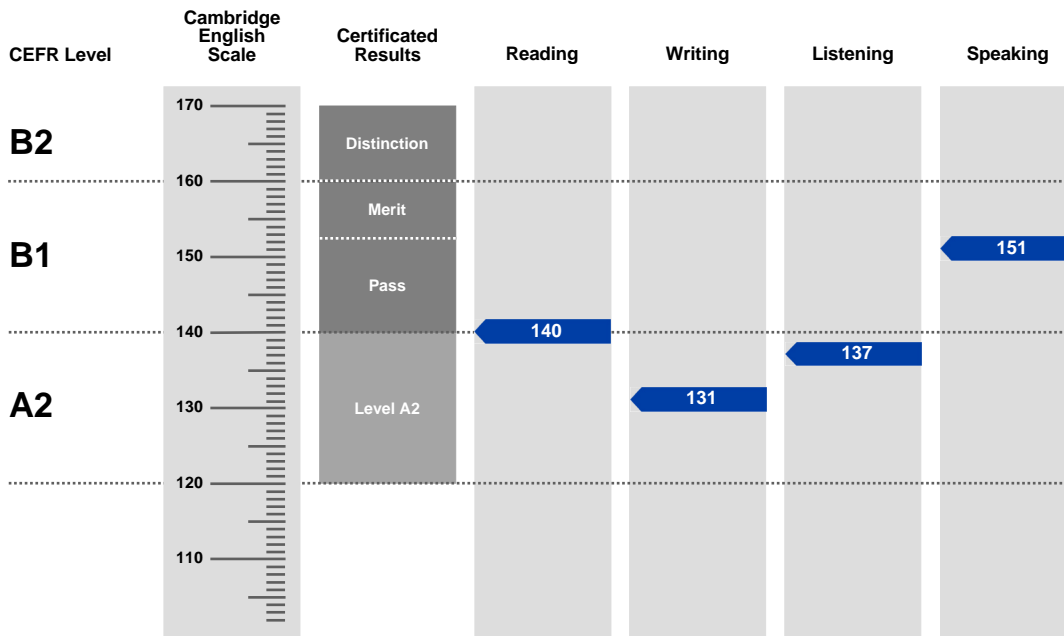 CEFR Level
Cambridge
English
Scale
Certificated
Results
Reading
Writing
Listening
Speaking
170
B2
Distinction
160
Merit
B1
150
151
Pass
140
140
137
A2
130
Level A2
131
120
110